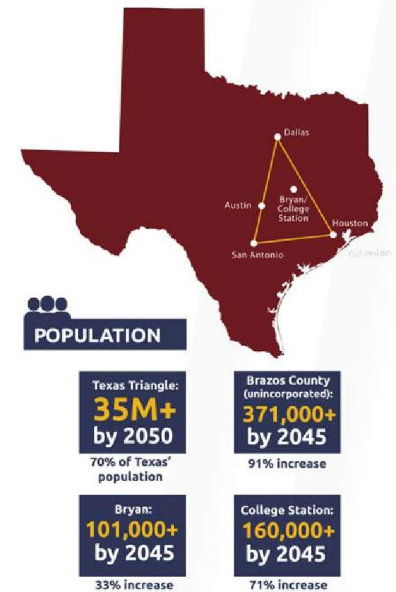 Dallas
Austin
Bryan/
College
Station
Houston
San Antonio
Galveston
POPULATION
Texas Triangle:
35M+
by 2050
70% of Texas'
population
Brazos County
(unincorporated):
371,000+
by 2045
91% increase
Bryan:
101,000+
by 2045
33% increase
College Station:
160,000+
by 2045
71% increase